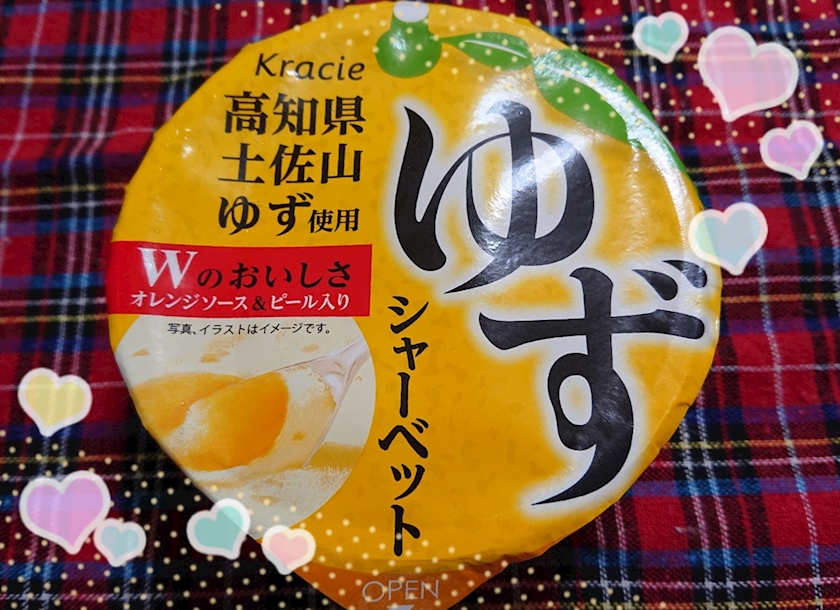 Kracie
高知県
土佐山
ゆず使用
Wのおいしさ
オレンジソース&ピール入り
写真、イラストはイメージです。
ゆず
シャーベット
OPEN